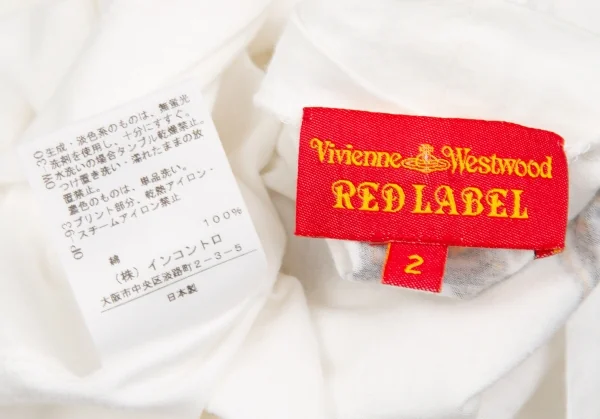 生成・淡色系のものは、無蛍光
洗剤を使用し、十分にすすぐ。
水洗いの場合タンブル乾燥禁止。
つけ置き洗い・濡れたままの放
置禁止。
濃色のものは、単品洗い。
プリント部分、乾熱アイロン・
スチームアイロン禁止
綿 100%
(株) インコントロ
大阪市中央区淡路町2-3-5
日本製
Vivienne Westwood
RED LABEL
2